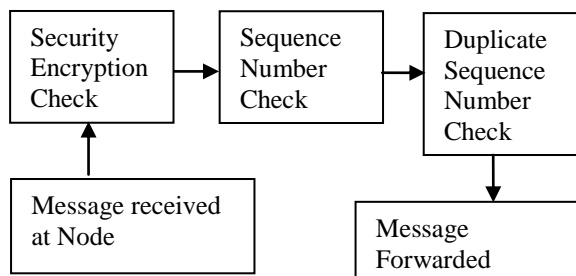 Security
Encryption
Check
Sequence
Number
Check
Duplicate
Sequence
Number
Check
Message received
at Node
Message
Forwarded